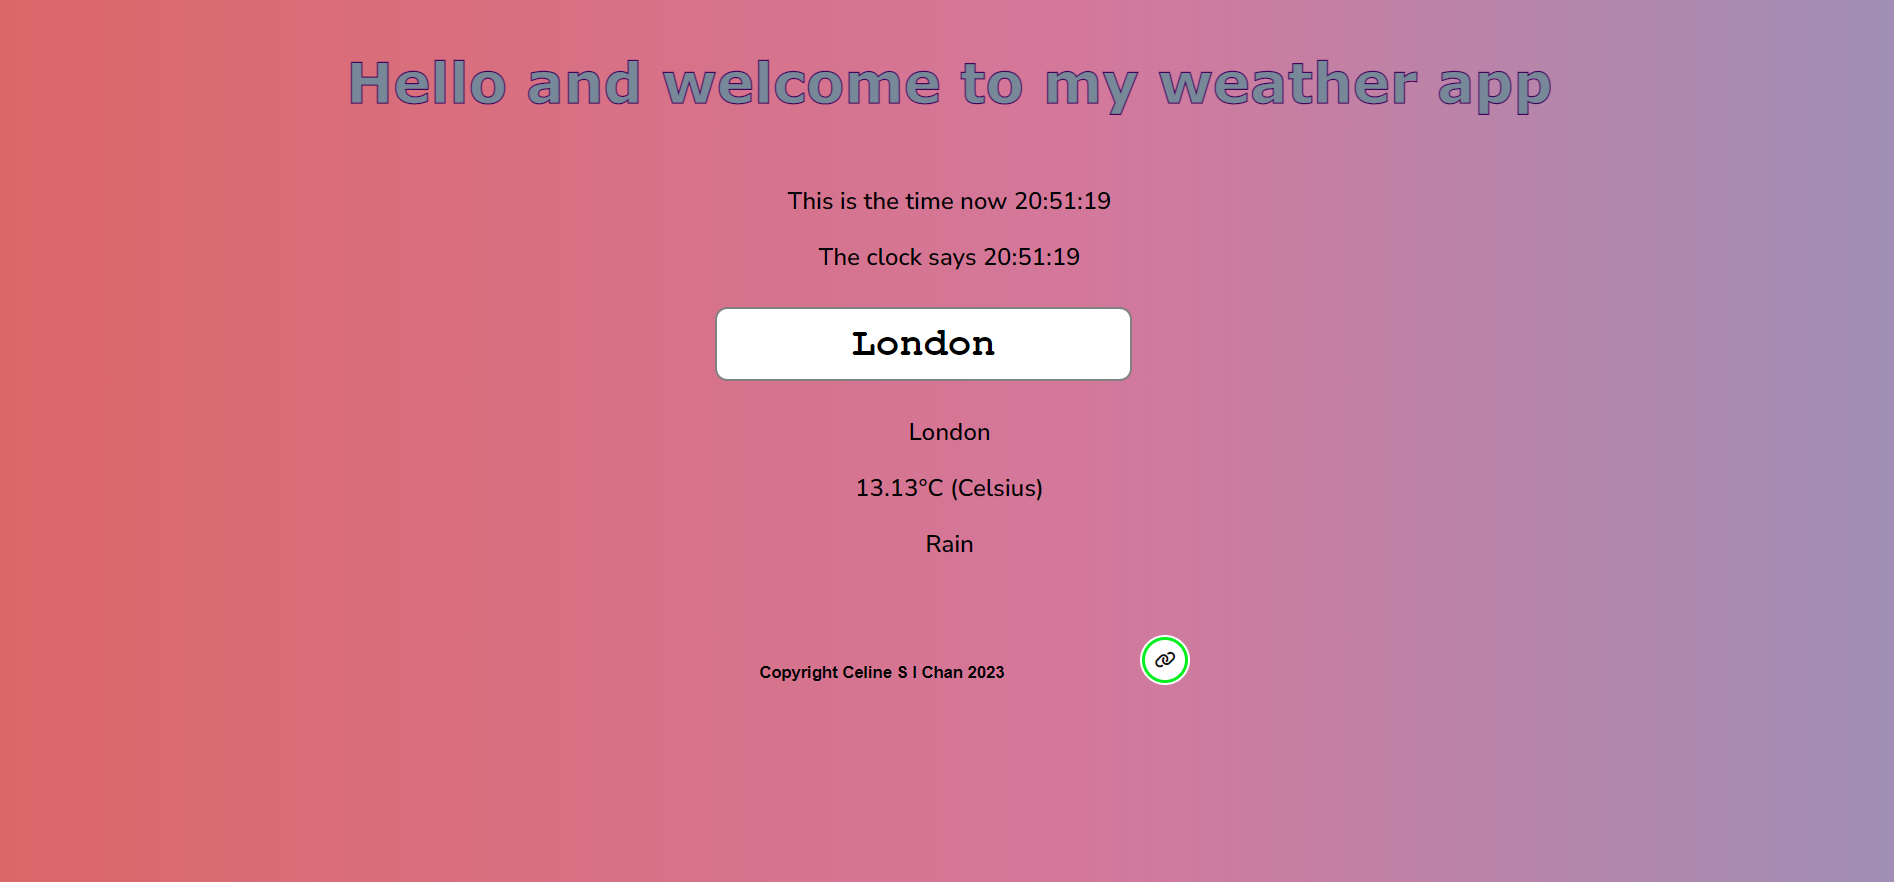 Hello and welcome to my weather app
This is the time now 20:51:19
The clock says 20:51:19
London
London
13.13°C (Celsius)
Rain
Copyright Celine S I Chan 2023